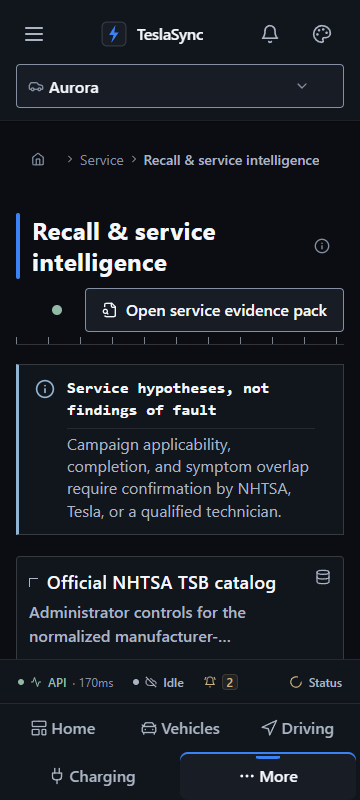 TeslaSync
Aurora
Service
Recall & service intelligence
Recall & service
intelligence
Open service evidence pack
Service hypotheses, not
findings of fault
Campaign applicability,
completion, and symptom overlap
require confirmation by NHTSA,
Tesla, or a qualified technician.
Official NHTSA TSB catalog
Administrator controls for the
normalized manufacturer-...
API · 170ms
Idle
2
Status
Home
Vehicles
Driving
Charging
More